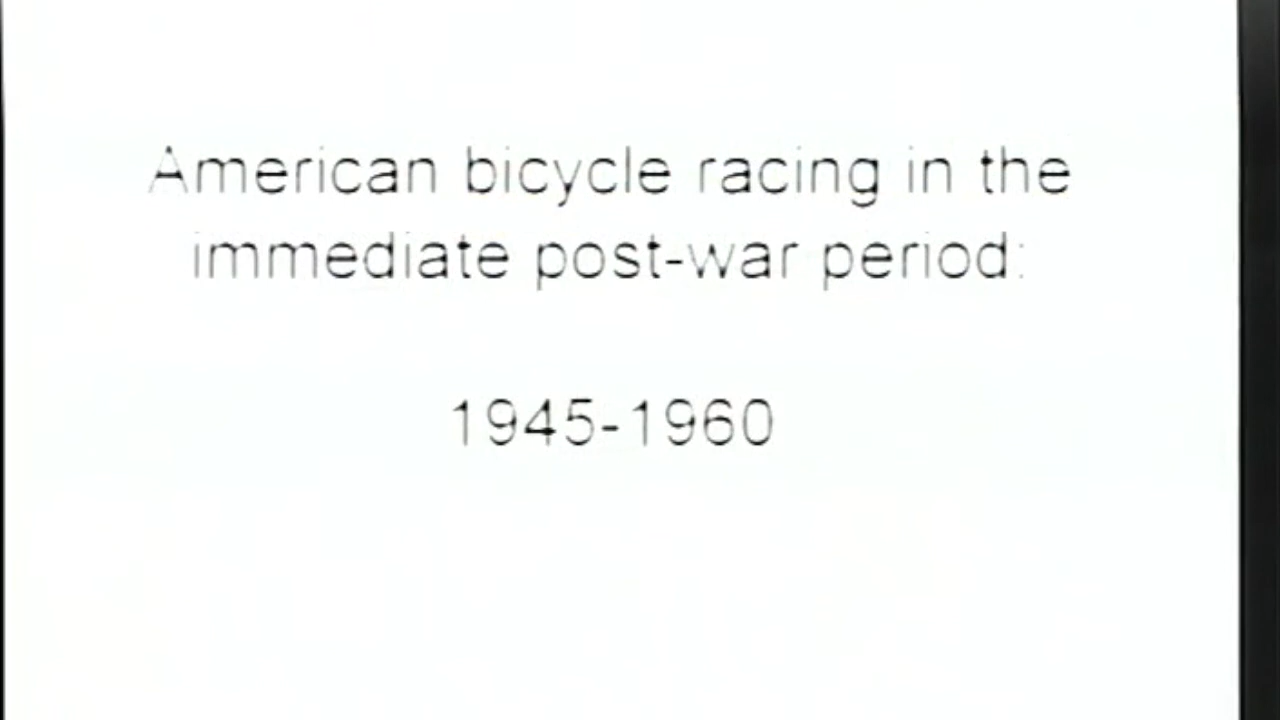 American bicycle racing in the
immediate post-war period:
1945-1960